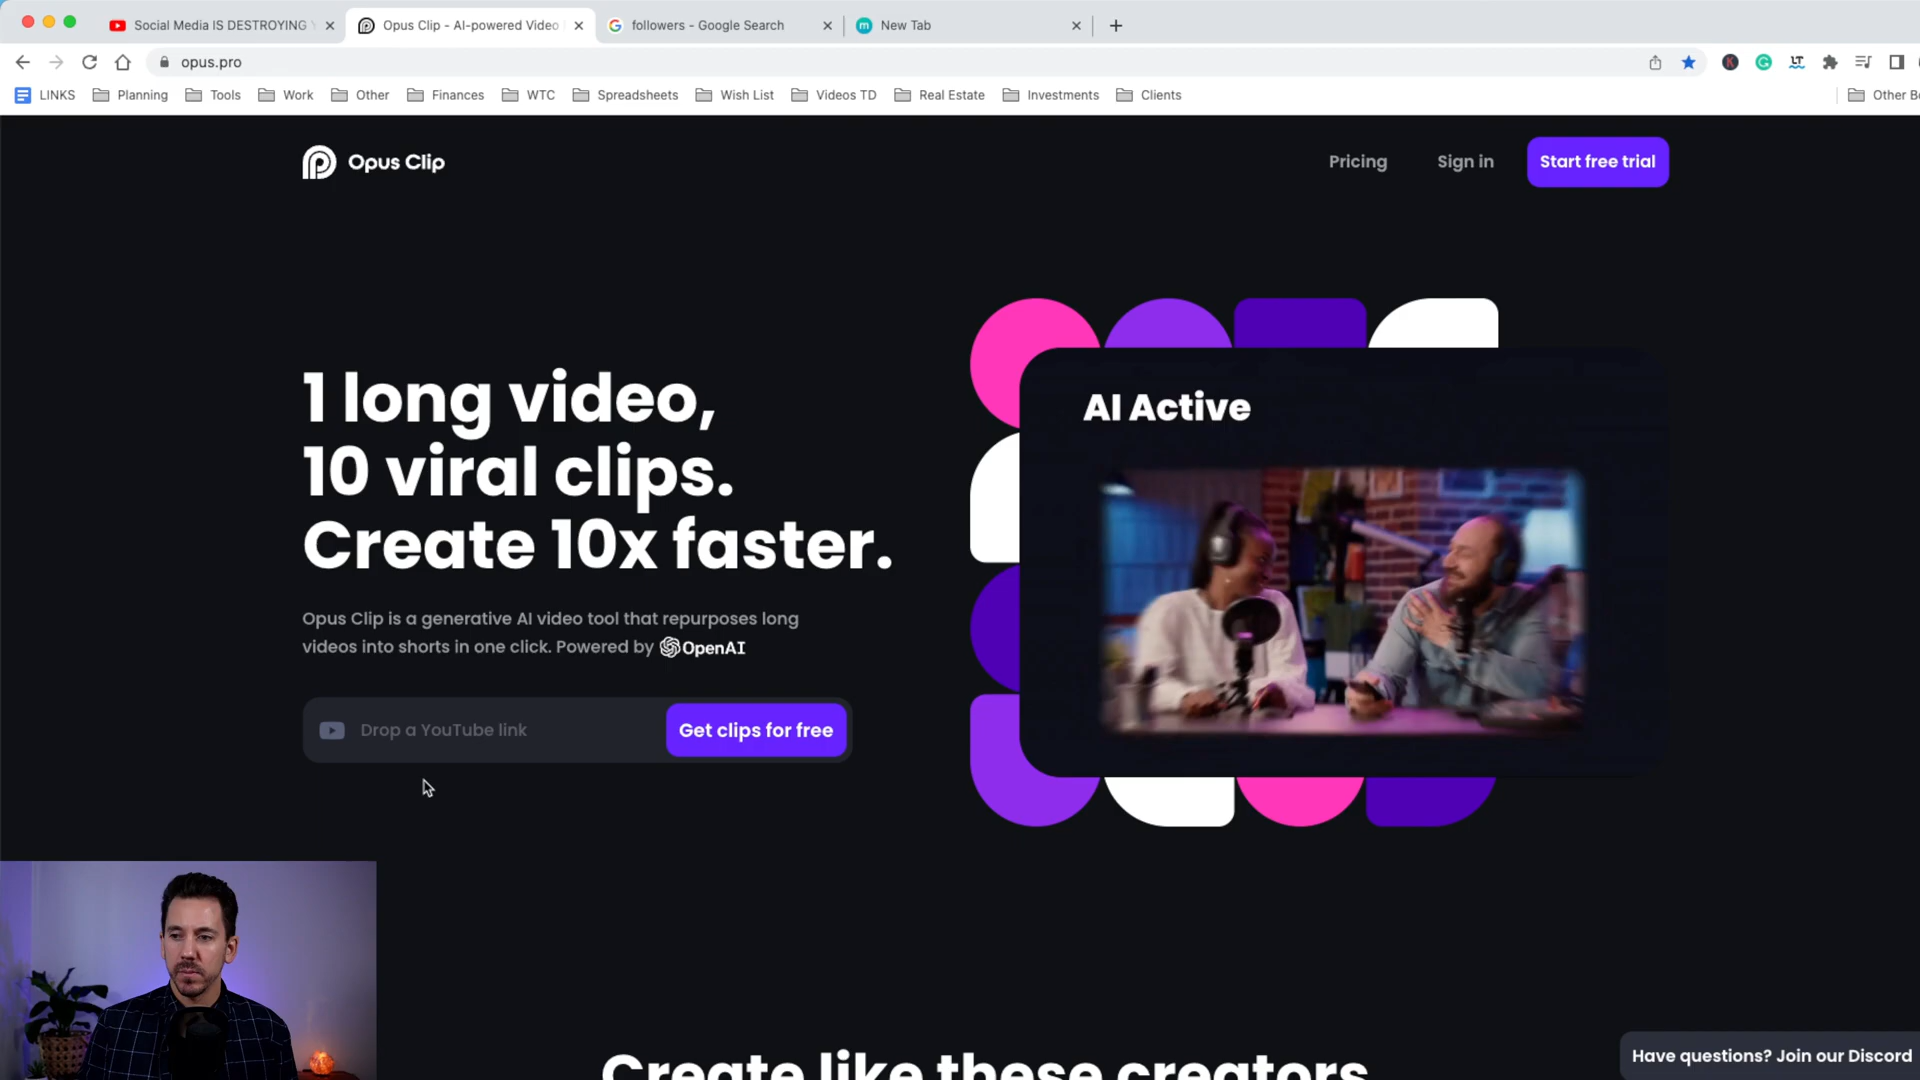 Social Media IS DESTROYING
Opus Clip - AI-powered Video
followers - Google Search
New Tab
opus.pro
LINKS
Planning
Tools
Work
Other
Finances
WTC
Spreadsheets
Wish List
Videos TD
Real Estate
Investments
Clients
Other Bo
Opus Clip
Pricing
Sign in
Start free trial
1 long video,
10 viral clips.
Create 10x faster.
Opus Clip is a generative AI video tool that repurposes long
videos into shorts in one click. Powered by OpenAI
Drop a YouTube link
Get clips for free
AI Active
Create like these creators
Have questions? Join our Discord